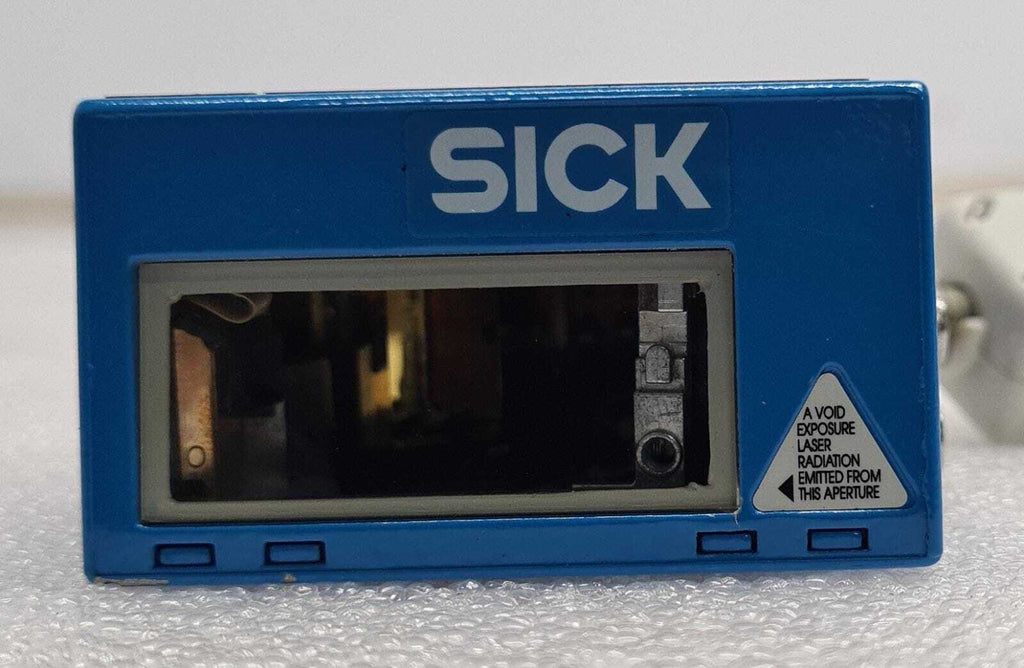 SICK
A VOID
EXPOSURE
LASER
RADIATION
EMITTED FROM
THIS APERTURE